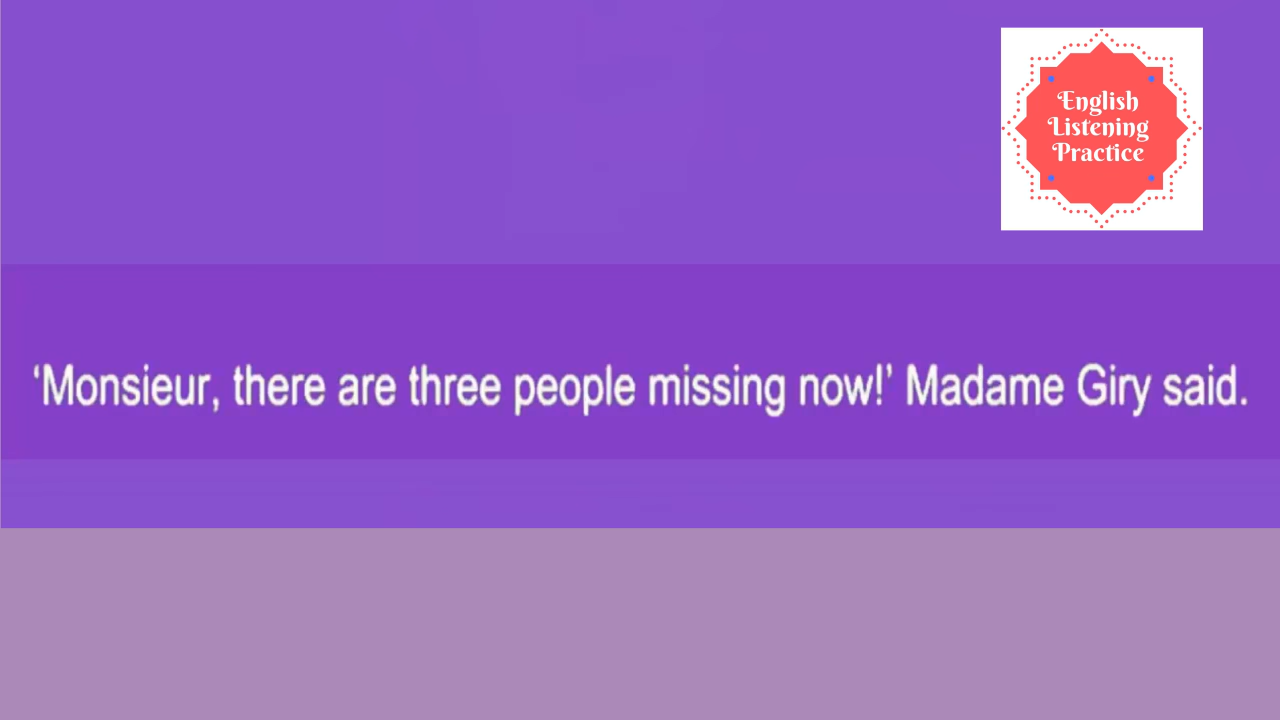 English
Listening
Practice
‘Monsieur, there are three people missing now!’ Madame Giry said.